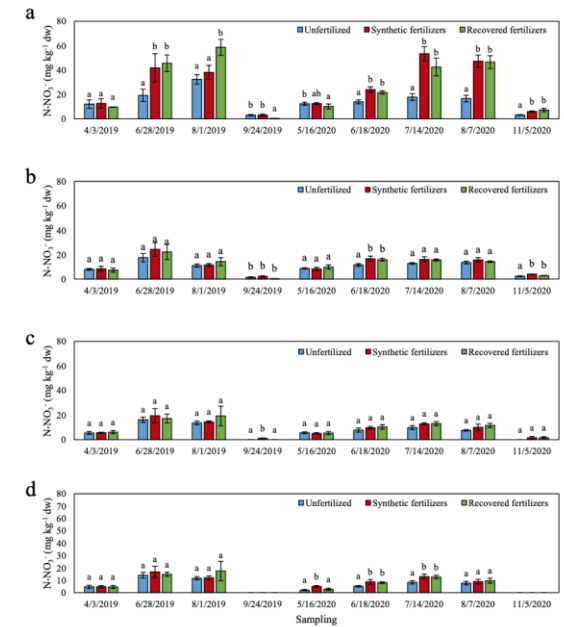 a
80
60
40
20
0
N-NO₃⁻ (mg kg⁻¹ dw)
Unfertilized Synthetic fertilizers Recovered fertilizers
a a a a b b a a b b b a b ab a a b b a b b a b b a b b
4/3/2019 6/28/2019 8/1/2019 9/24/2019 5/16/2020 6/18/2020 7/14/2020 8/7/2020 11/5/2020
b
80
60
40
20
0
N-NO₃⁻ (mg kg⁻¹ dw)
Unfertilized Synthetic fertilizers Recovered fertilizers
a a a a a a a a a b b b a a a a b b a a a a a a a b b
4/3/2019 6/28/2019 8/1/2019 9/24/2019 5/16/2020 6/18/2020 7/14/2020 8/7/2020 11/5/2020
c
80
60
40
20
0
N-NO₃⁻ (mg kg⁻¹ dw)
Unfertilized Synthetic fertilizers Recovered fertilizers
a a a a a a a a a a b a a a a a a a a a a a a a a a a
4/3/2019 6/28/2019 8/1/2019 9/24/2019 5/16/2020 6/18/2020 7/14/2020 8/7/2020 11/5/2020
d
80
70
60
50
40
30
20
10
0
N-NO₃⁻ (mg kg⁻¹ dw)
Unfertilized Synthetic fertilizers Recovered fertilizers
a a a a a a a a a a b a a b b a b b a a a
4/3/2019 6/28/2019 8/1/2019 9/24/2019 5/16/2020 6/18/2020 7/14/2020 8/7/2020 11/5/2020
Sampling